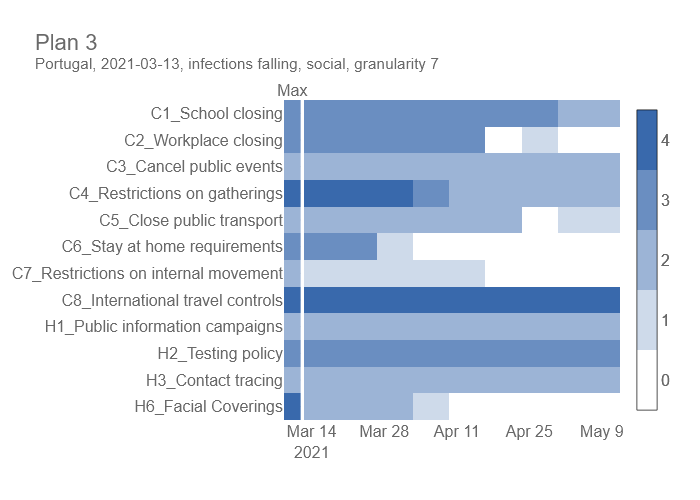 Plan 3
Portugal, 2021-03-13, infections falling, social, granularity 7
Max
C1_School closing
C2_Workplace closing
C3_Cancel public events
C4_Restrictions on gatherings
C5_Close public transport
C6_Stay at home requirements
C7_Restrictions on internal movement
C8_International travel controls
H1_Public information campaigns
H2_Testing policy
H3_Contact tracing
H6_Facial Coverings
4
3
2
1
0
Mar 14 Mar 28 Apr 11 Apr 25 May 9
2021